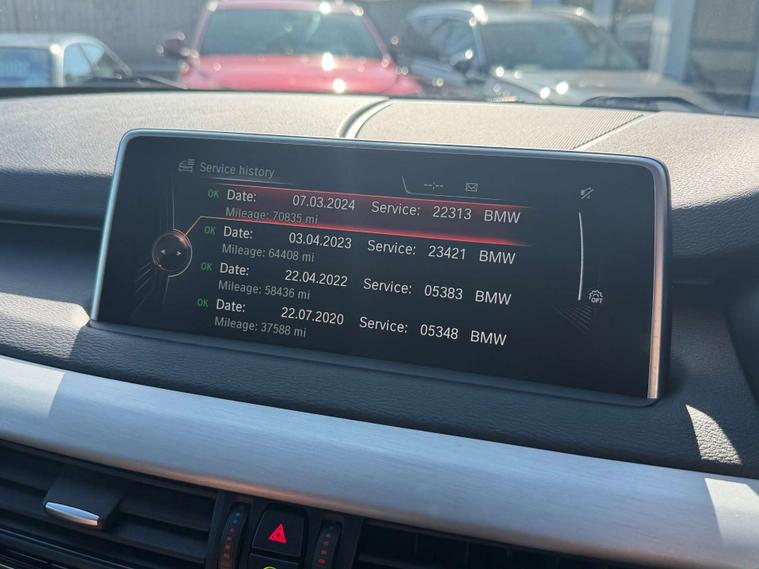 Service history
--:--
OK Date: 07.03.2024 Service: 22313 BMW
Mileage: 70835 mi
OK Date: 03.04.2023 Service: 23421 BMW
Mileage: 64408 mi
OK Date: 22.04.2022 Service: 05383 BMW
Mileage: 58436 mi
OK Date: 22.07.2020 Service: 05348 BMW
Mileage: 37588 mi
OPT